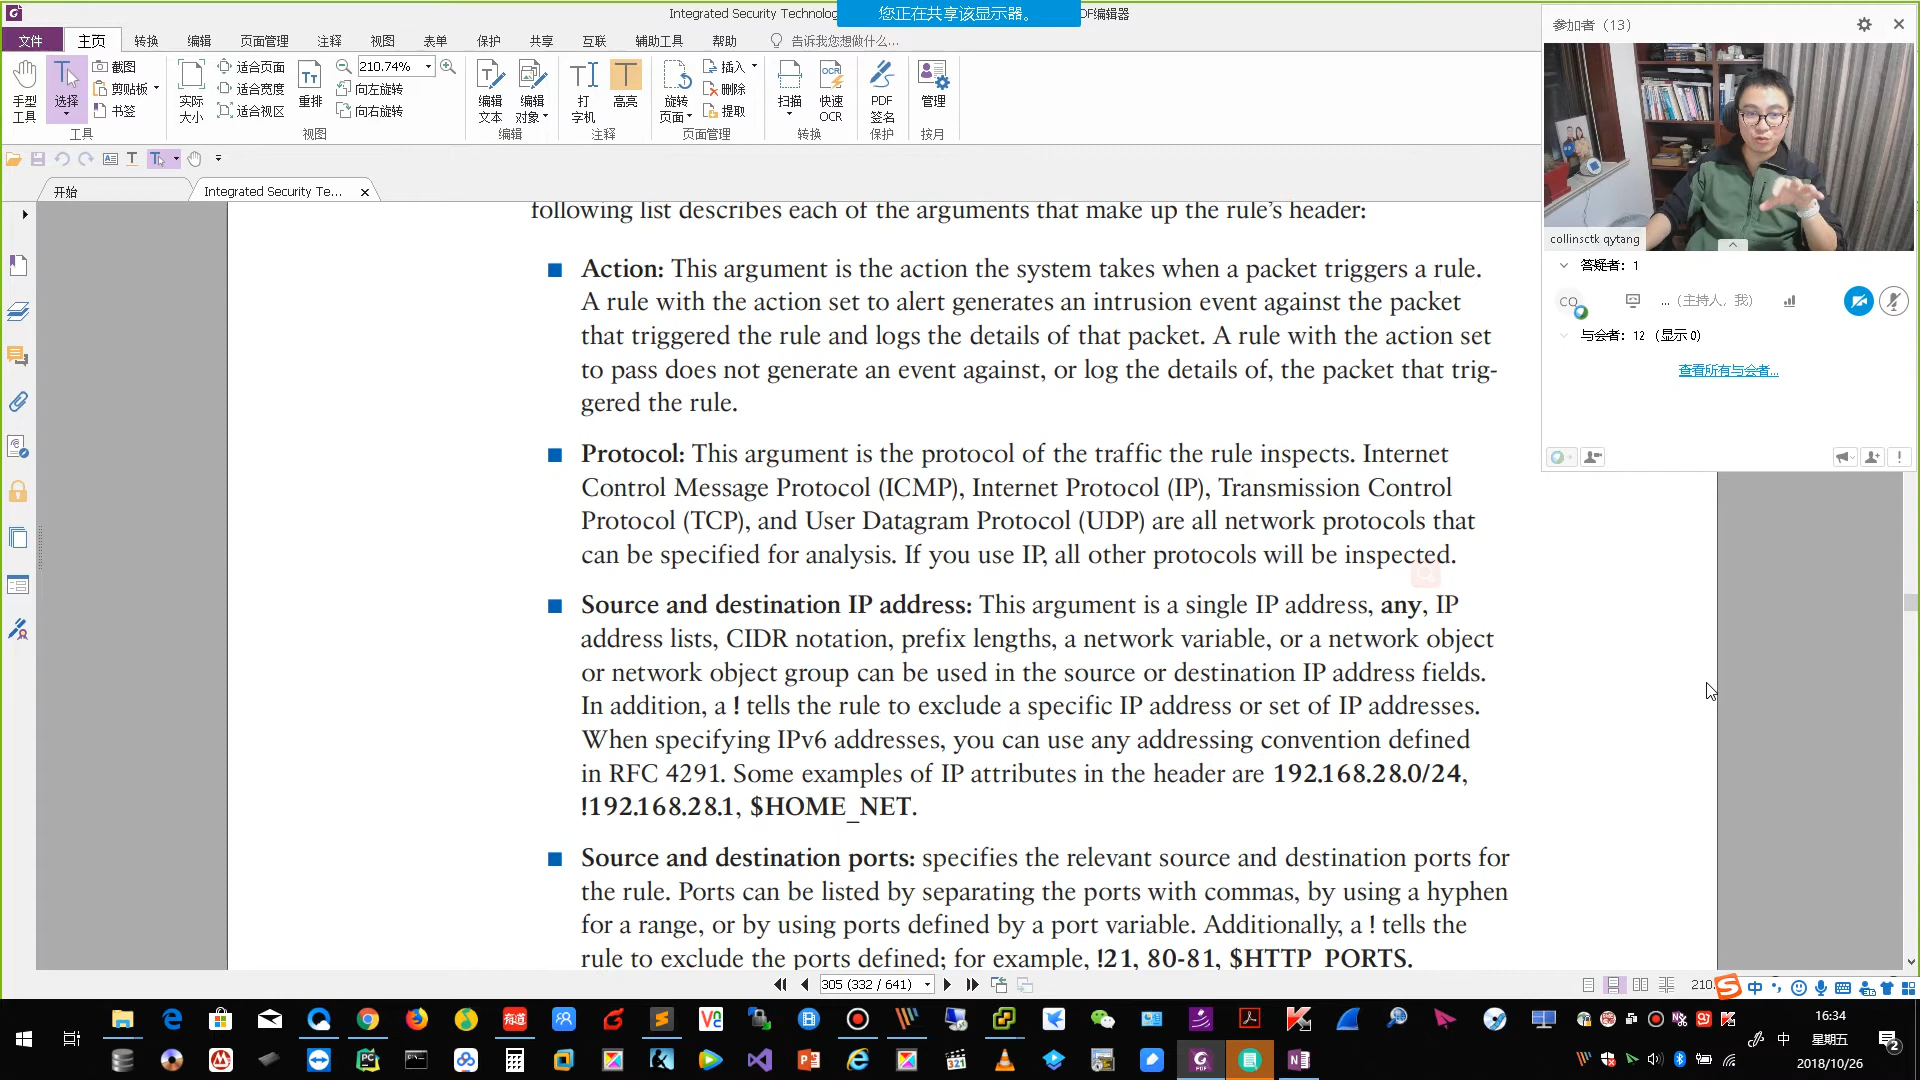 Integrated Security Technolog
您正在共享该显示器。
DF编辑器
文件
主页
转换
编辑
页面管理
注释
视图
表单
保护
共享
互联
辅助工具
帮助
告诉我您想做什么...
手型
工具
选择
截图
剪贴板
书签
工具
实际
大小
适合页面
适合宽度
适合视区
重排
210.74%
向左旋转
向右旋转
视图
编辑
文本
编辑
对象
编辑
打
字机
高亮
注释
旋转
页面
插入
删除
提取
页面管理
扫描
快速
OCR
转换
PDF
签名
保护
管理
按月
开始
Integrated Security Te...
following list describes each of the arguments that make up the rule's header:
Action: This argument is the action the system takes when a packet triggers a rule.
A rule with the action set to alert generates an intrusion event against the packet
that triggered the rule and logs the details of that packet. A rule with the action set
to pass does not generate an event against, or log the details of, the packet that trig-
gered the rule.
Protocol: This argument is the protocol of the traffic the rule inspects. Internet
Control Message Protocol (ICMP), Internet Protocol (IP), Transmission Control
Protocol (TCP), and User Datagram Protocol (UDP) are all network protocols that
can be specified for analysis. If you use IP, all other protocols will be inspected.
Source and destination IP address: This argument is a single IP address, any, IP
address lists, CIDR notation, prefix lengths, a network variable, or a network object
or network object group can be used in the source or destination IP address fields.
In addition, a ! tells the rule to exclude a specific IP address or set of IP addresses.
When specifying IPv6 addresses, you can use any addressing convention defined
in RFC 4291. Some examples of IP attributes in the header are 192.168.28.0/24,
!192.168.28.1, $HOME_NET.
Source and destination ports: specifies the relevant source and destination ports for
the rule. Ports can be listed by separating the ports with commas, by using a hyphen
for a range, or by using ports defined by a port variable. Additionally, a ! tells the
rule to exclude the ports defined; for example, !21, 80-81, $HTTP_PORTS.
参加者 (13)
collinsctk qytang
答疑者: 1
CQ
... (主持人, 我)
与会者: 12 (显示 0)
查看所有与会者...
305 (332 / 641)
210.
中
16:34
星期五
2018/10/26
中
2